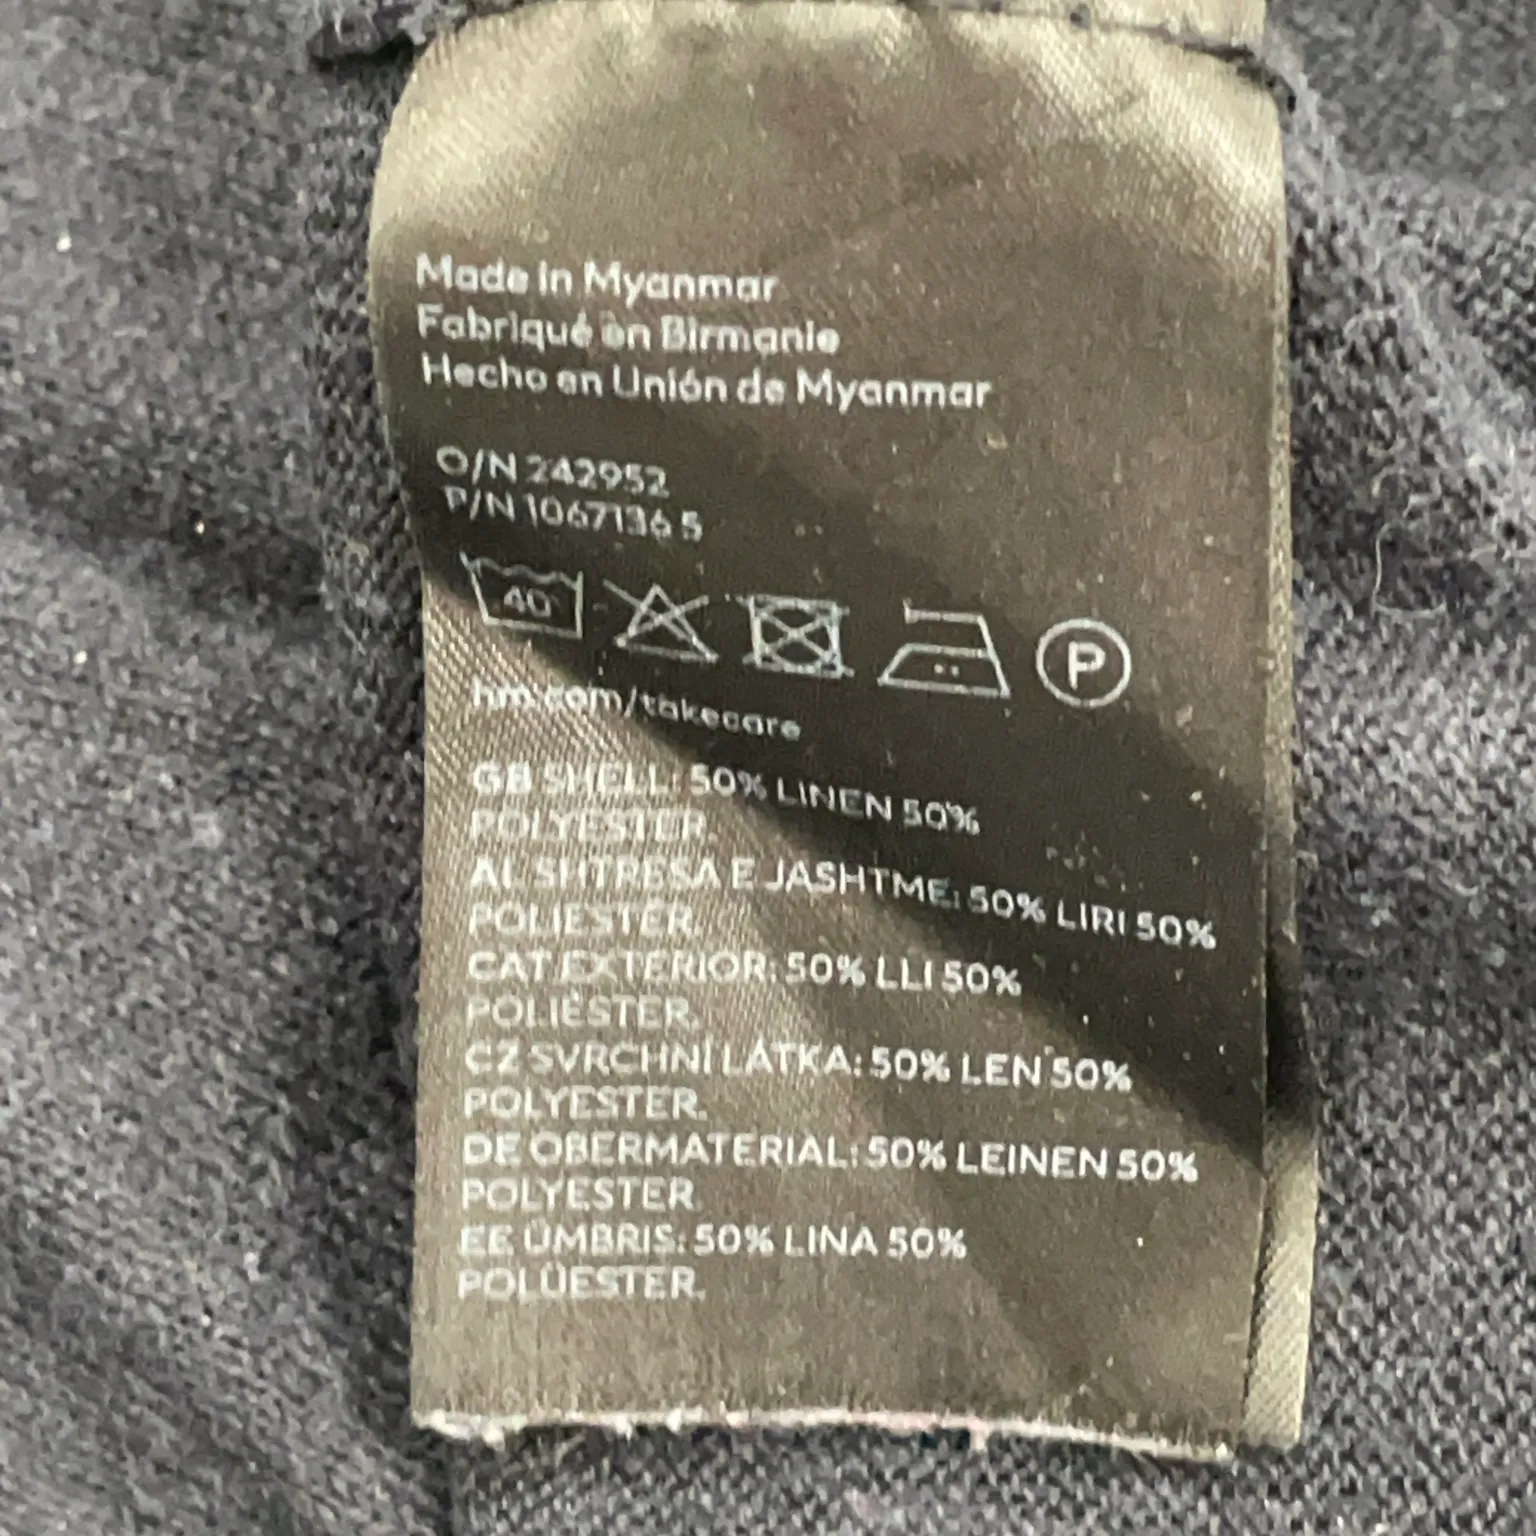 Made in Myanmar
Fabriqué en Birmanie
Hecho en Unión de Myanmar
O/N 242952
P/N 1067136 5
40
P
hm.com/takecare
GB SHELL: 50% LINEN 50%
POLYESTER.
AL SHTRESA E JASHTME: 50% LIRI 50%
POLIESTER.
CAT EXTERIOR: 50% LLI 50%
POLIÈSTER.
CZ SVRCHNÍ LÁTKA: 50% LEN 50%
POLYESTER.
DE OBERMATERIAL: 50% LEINEN 50%
POLYESTER.
EE ÜMBRIS: 50% LINA 50%
POLÜESTER.